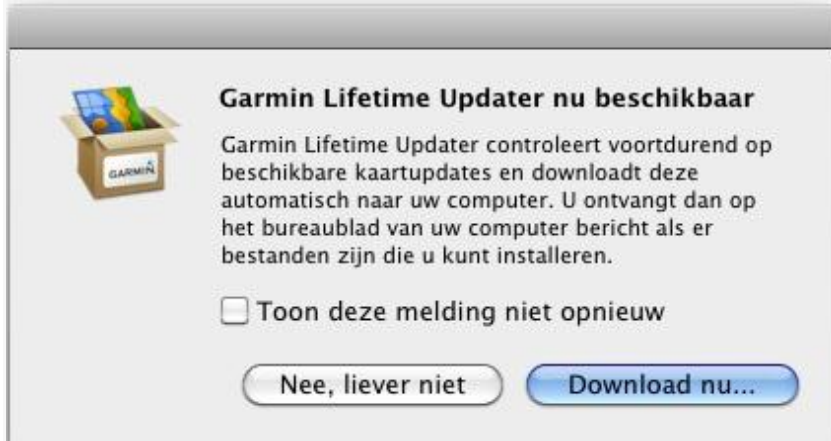 Garmin Lifetime Updater nu beschikbaar
Garmin Lifetime Updater controleert voortdurend op
beschikbare kaartupdates en downloadt deze
automatisch naar uw computer. U ontvangt dan op
het bureaublad van uw computer bericht als er
bestanden zijn die u kunt installeren.
GARMIN
Toon deze melding niet opnieuw
Nee, liever niet
Download nu...